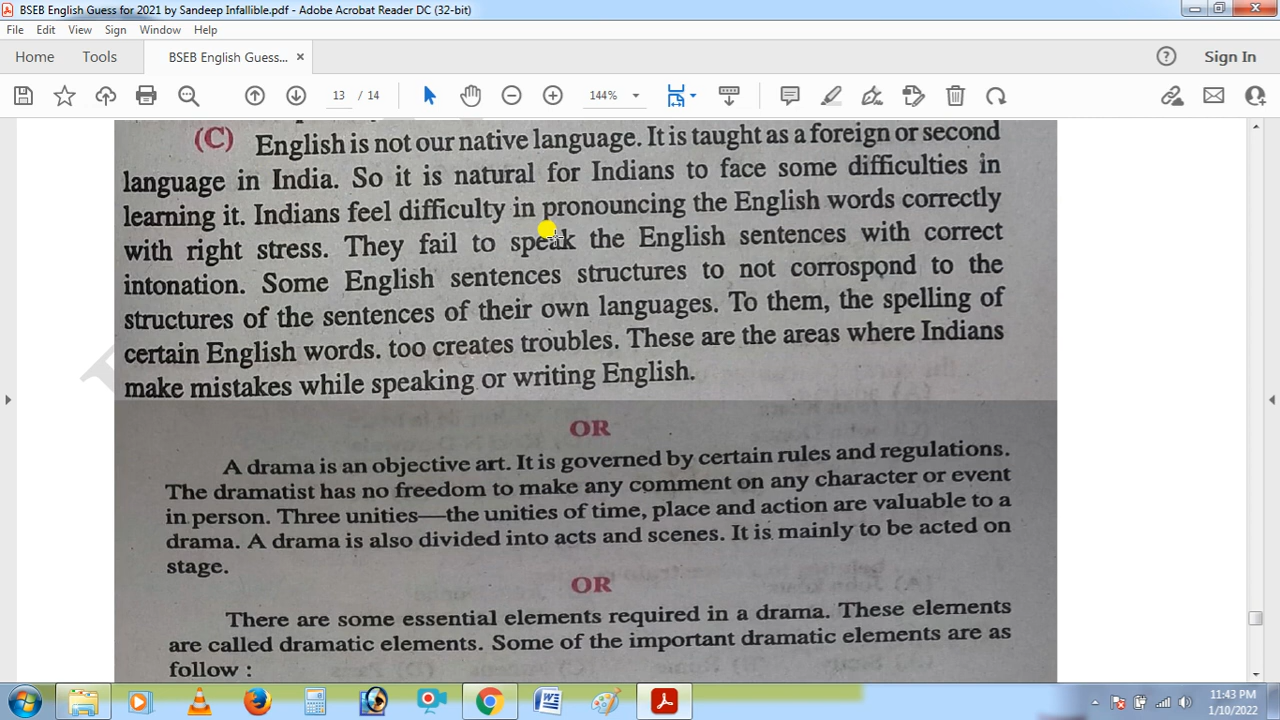 BSEB English Guess for 2021 by Sandeep Infallible.pdf - Adobe Acrobat Reader DC (32-bit)
File Edit View Sign Window Help
Home Tools BSEB English Guess... × Sign In
13 / 14 144%
(C) English is not our native language. It is taught as a foreign or second
language in India. So it is natural for Indians to face some difficulties in
learning it. Indians feel difficulty in pronouncing the English words correctly
with right stress. They fail to speak the English sentences with correct
intonation. Some English sentences structures to not corrospond to the
structures of the sentences of their own languages. To them, the spelling of
certain English words. too creates troubles. These are the areas where Indians
make mistakes while speaking or writing English.
OR
A drama is an objective art. It is governed by certain rules and regulations.
The dramatist has no freedom to make any comment on any character or event
in person. Three unities—the unities of time, place and action are valuable to a
drama. A drama is also divided into acts and scenes. It is mainly to be acted on
stage.
OR
There are some essential elements required in a drama. These elements
are called dramatic elements. Some of the important dramatic elements are as
follow :
11:43 PM
1/10/2022